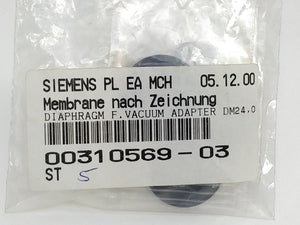 SIEMENS PL EA MCH 05.12.00
Membrane nach Zeichnung
DIAPHRAGM F.VACUUM ADAPTER DM24,0
00310569-03
ST 5